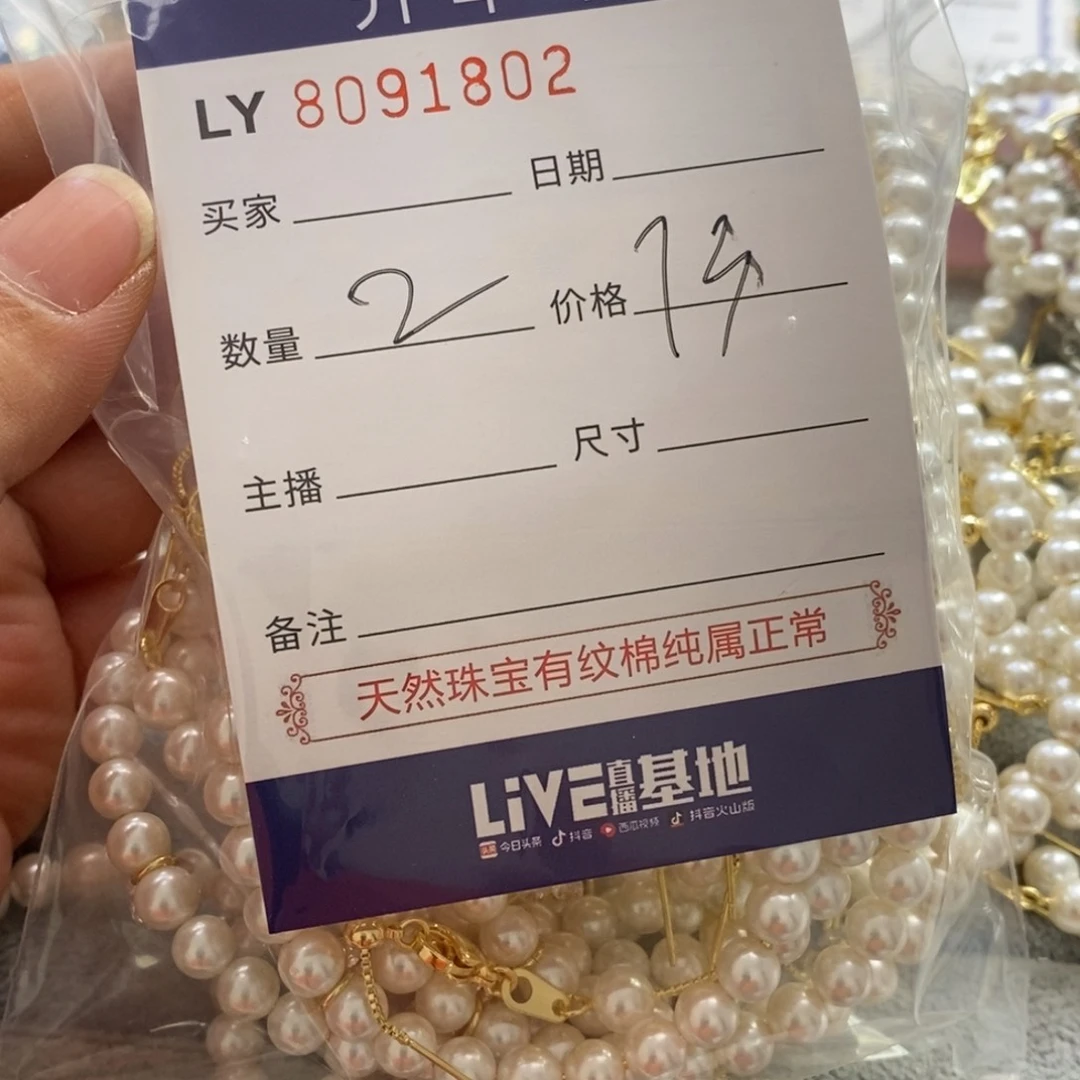 LY 8091802
买家 日期
数量 2 价格
主播 尺寸
备注
天然珠宝有纹棉纯属正常
LiVE直播基地
今日头条 抖音 西瓜视频 抖音火山版